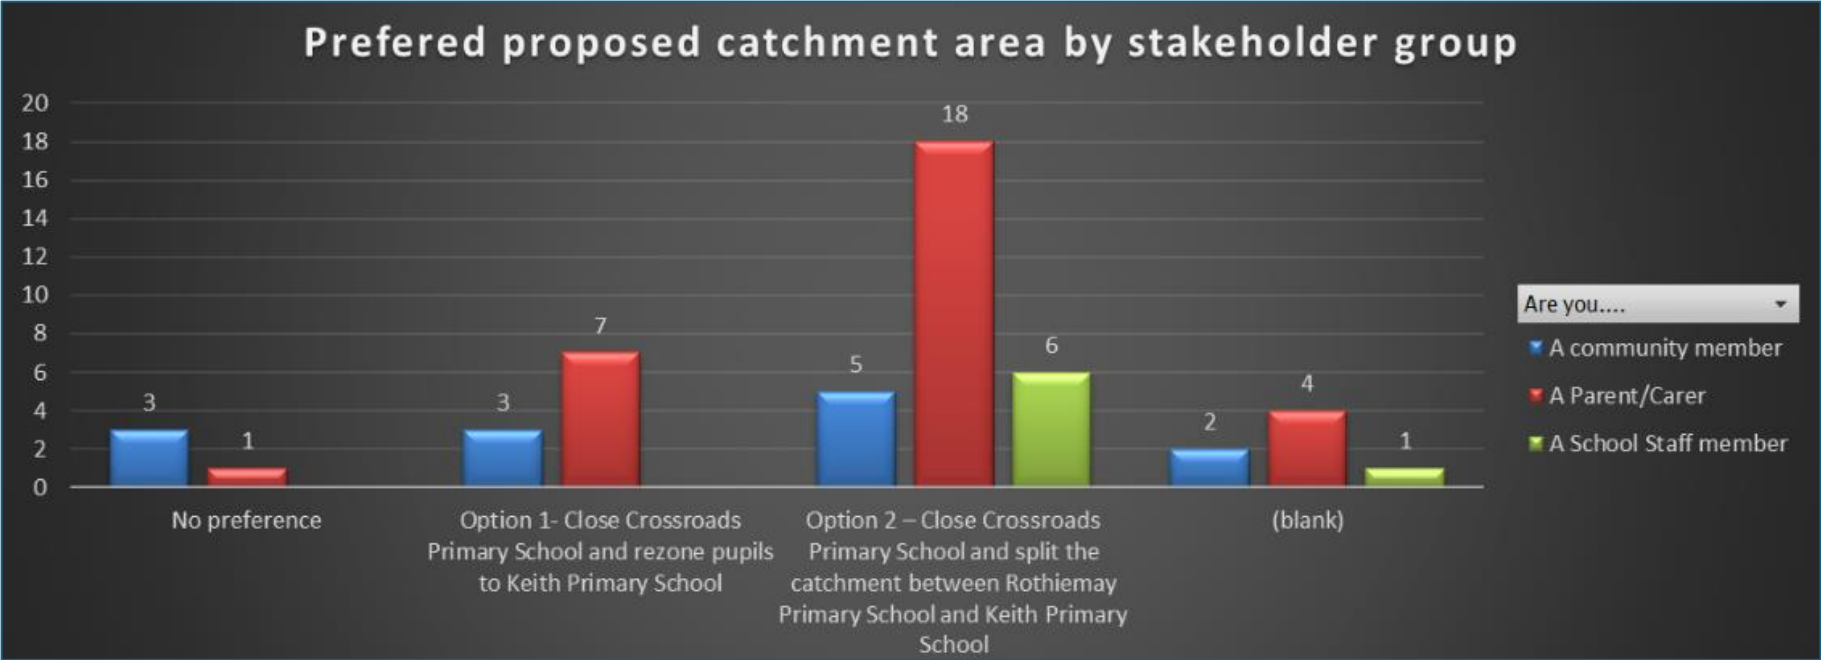 Prefered proposed catchment area by stakeholder group
20
18
16
14
12
10
8
6
4
2
0
3
1
3
7
5
18
6
2
4
1
No preference
Option 1- Close Crossroads
Primary School and rezone pupils
to Keith Primary School
Option 2 – Close Crossroads
Primary School and split the
catchment between Rothiemay
Primary School and Keith Primary
School
(blank)
Are you....
A community member
A Parent/Carer
A School Staff member